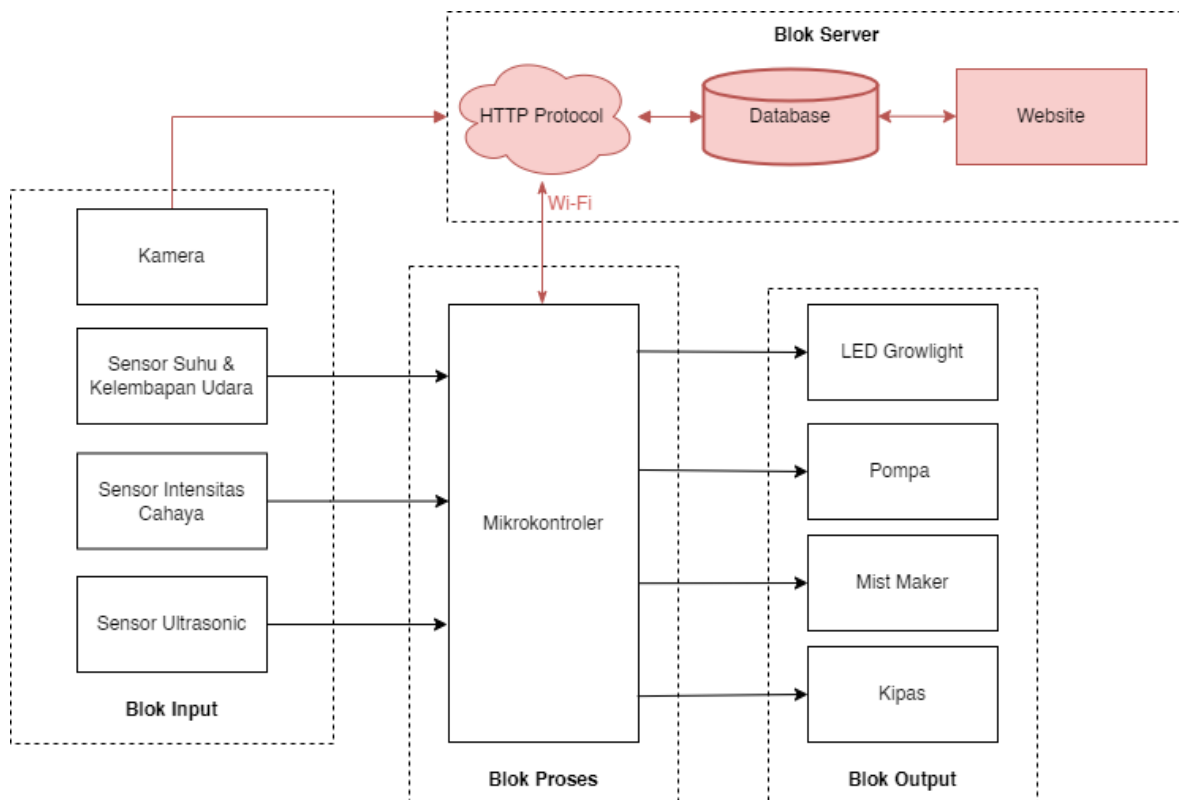 Blok Server
HTTP Protocol
Database
Website
Wi-Fi
Kamera
Sensor Suhu &
Kelembapan Udara
Sensor Intensitas
Cahaya
Sensor Ultrasonic
Blok Input
Mikrokontroler
Blok Proses
LED Growlight
Pompa
Mist Maker
Kipas
Blok Output